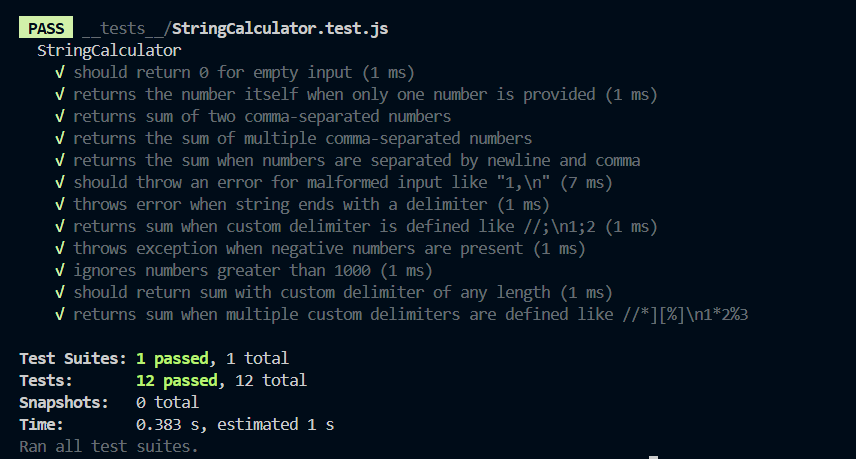 PASS __tests__/StringCalculator.test.js
StringCalculator
√ should return 0 for empty input (1 ms)
√ returns the number itself when only one number is provided (1 ms)
√ returns sum of two comma-separated numbers
√ returns the sum of multiple comma-separated numbers
√ returns the sum when numbers are separated by newline and comma
√ should throw an error for malformed input like "1,\n" (7 ms)
√ throws error when string ends with a delimiter (1 ms)
√ returns sum when custom delimiter is defined like //;\n1;2 (1 ms)
√ throws exception when negative numbers are present (1 ms)
√ ignores numbers greater than 1000 (1 ms)
√ should return sum with custom delimiter of any length (1 ms)
√ returns sum when multiple custom delimiters are defined like //*][%]\n1*2%3
Test Suites: 1 passed, 1 total
Tests: 12 passed, 12 total
Snapshots: 0 total
Time: 0.383 s, estimated 1 s
Ran all test suites.